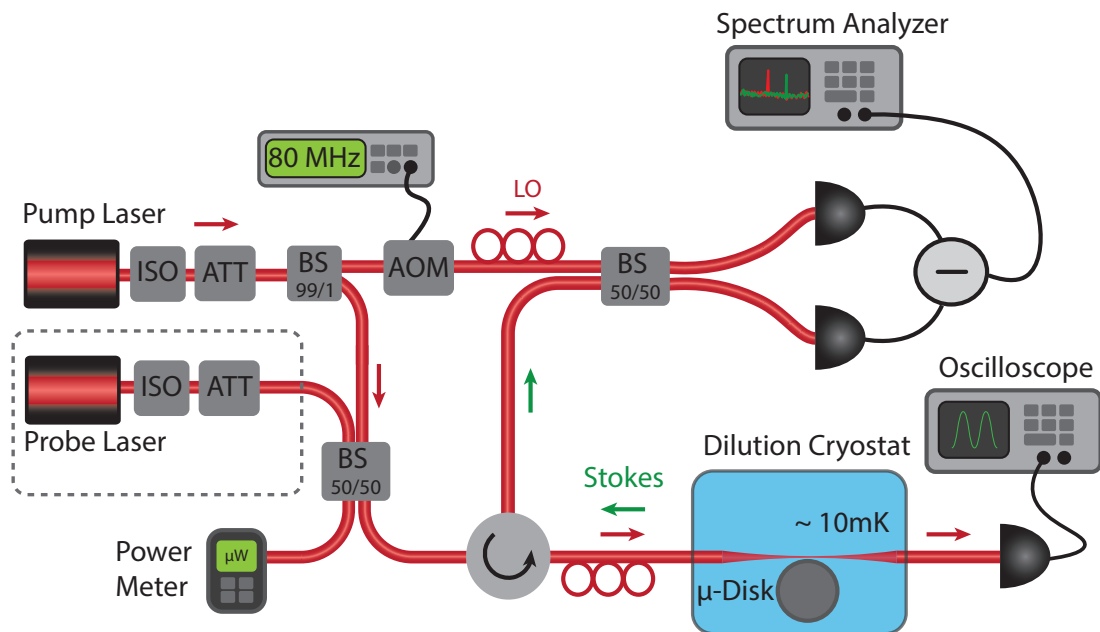 Spectrum Analyzer
80 MHz
LO
Pump Laser
ISO
ATT
BS
99/1
AOM
BS
50/50
Oscilloscope
ISO
ATT
Probe Laser
BS
50/50
Dilution Cryostat
Stokes
~ 10mK
Power
Meter
µW
µ-Disk